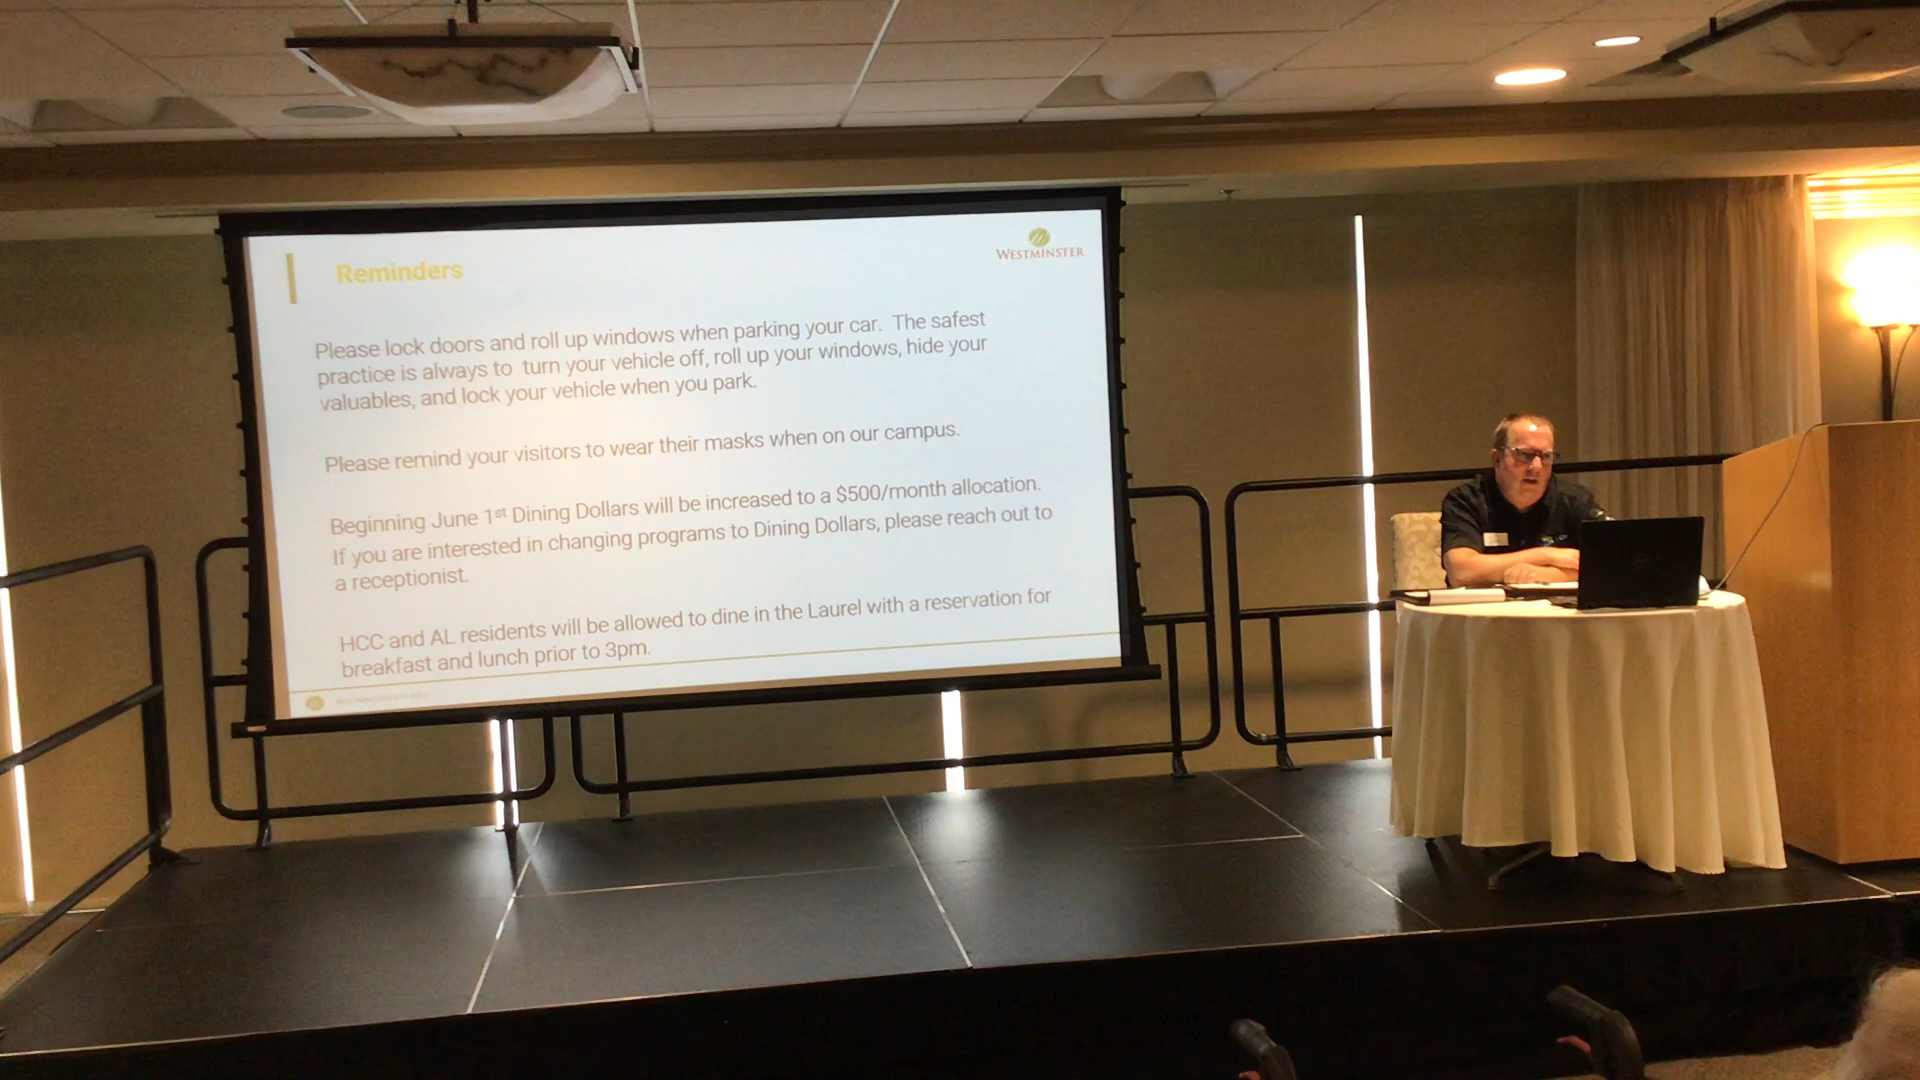 WESTMINSTER
Reminders
Please lock doors and roll up windows when parking your car. The safest
practice is always to turn your vehicle off, roll up your windows, hide your
valuables, and lock your vehicle when you park.
Please remind your visitors to wear their masks when on our campus.
Beginning June 1st Dining Dollars will be increased to a $500/month allocation.
If you are interested in changing programs to Dining Dollars, please reach out to
a receptionist.
HCC and AL residents will be allowed to dine in the Laurel with a reservation for
breakfast and lunch prior to 3pm.